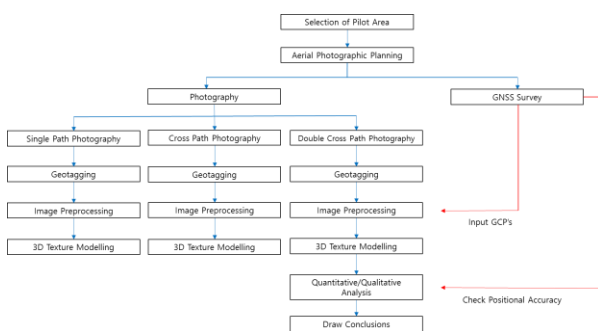 Selection of Pilot Area
Aerial Photographic Planning
Photography
GNSS Survey
Single Path Photography
Cross Path Photography
Double Cross Path Photography
Geotagging
Geotagging
Geotagging
Image Preprocessing
Image Preprocessing
Image Preprocessing
Input GCP's
3D Texture Modelling
3D Texture Modelling
3D Texture Modelling
Quantitative/Qualitative
Analysis
Check Positional Accuracy
Draw Conclusions